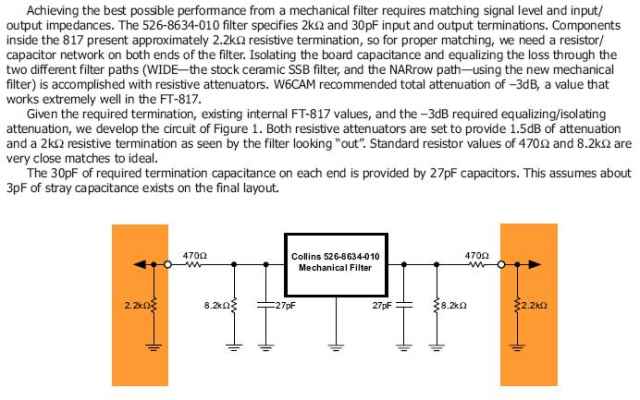 Achieving the best possible performance from a mechanical filter requires matching signal level and input/
output impedances. The 526-8634-010 filter specifies 2kΩ and 30pF input and output terminations. Components
inside the 817 present approximately 2.2kΩ resistive termination, so for proper matching, we need a resistor/
capacitor network on both ends of the filter. Isolating the board capacitance and equalizing the loss through the
two different filter paths (WIDE—the stock ceramic SSB filter, and the NARrow path—using the new mechanical
filter) is accomplished with resistive attenuators. W6CAM recommended total attenuation of –3dB, a value that
works extremely well in the FT-817.
Given the required termination, existing internal FT-817 values, and the –3dB required equalizing/isolating
attenuation, we develop the circuit of Figure 1. Both resistive attenuators are set to provide 1.5dB of attenuation
and a 2kΩ resistive termination as seen by the filter looking "out". Standard resistor values of 470Ω and 8.2kΩ are
very close matches to ideal.
The 30pF of required termination capacitance on each end is provided by 27pF capacitors. This assumes about
3pF of stray capacitance exists on the final layout.
470Ω
Collins 526-8634-010
Mechanical Filter
470Ω
2.2kΩ
8.2kΩ
27pF
27pF
8.2kΩ
2.2kΩ